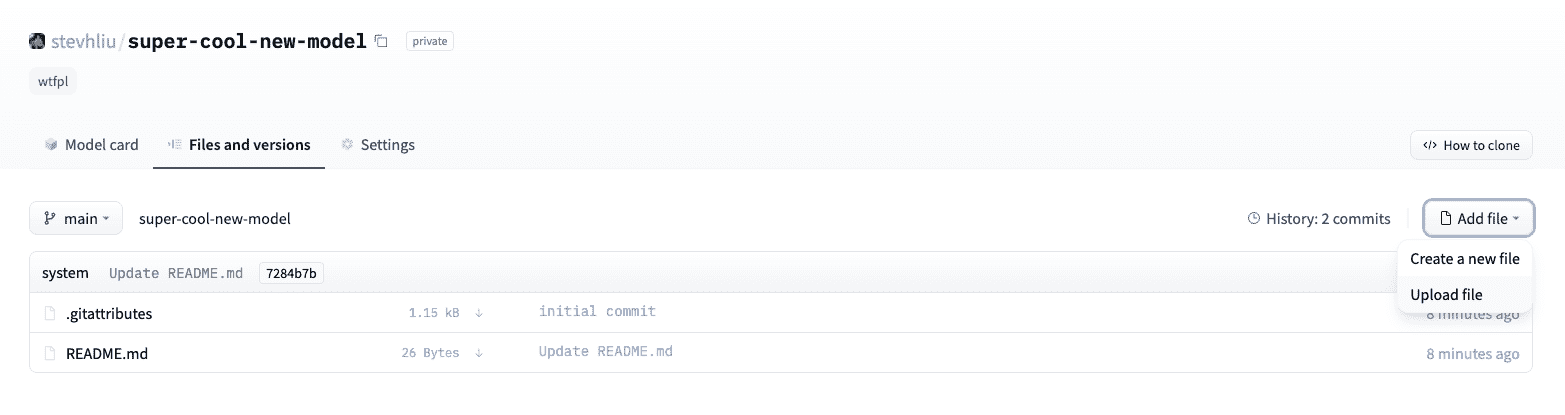 stevhliu/super-cool-new-model private
wtfpl
Model card Files and versions Settings </> How to clone
main super-cool-new-model History: 2 commits Add file
Create a new file
system Update README.md 7284b7b
Upload file
.gitattributes 1.15 kB initial commit 8 minutes ago
README.md 26 Bytes Update README.md 8 minutes ago